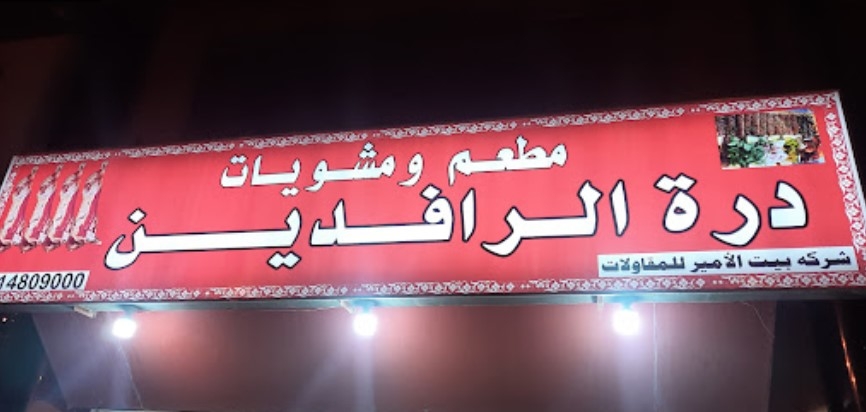 مطعم ومشويات
درة الرافدين
شركه بيت الأمير للمقاولات
14809000